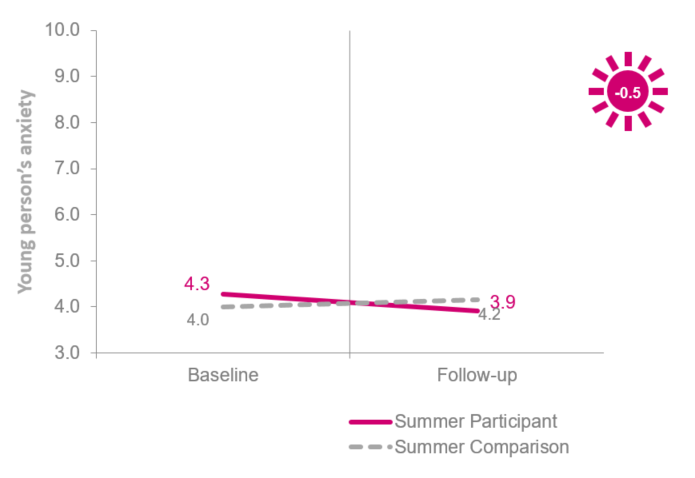 10.0
9.0
8.0
7.0
6.0
5.0
4.0
3.0
Young person's anxiety
-0.5
4.3
4.0
3.9
4.2
Baseline
Follow-up
Summer Participant
Summer Comparison